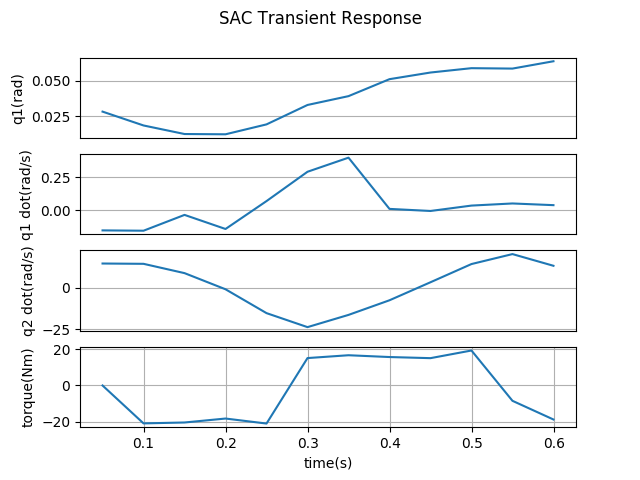 SAC Transient Response
q1(rad)
0.050
0.025
q1 dot(rad/s)
0.25
0.00
q2 dot(rad/s)
0
−25
torque(Nm)
20
0
−20
0.1 0.2 0.3 0.4 0.5 0.6
time(s)